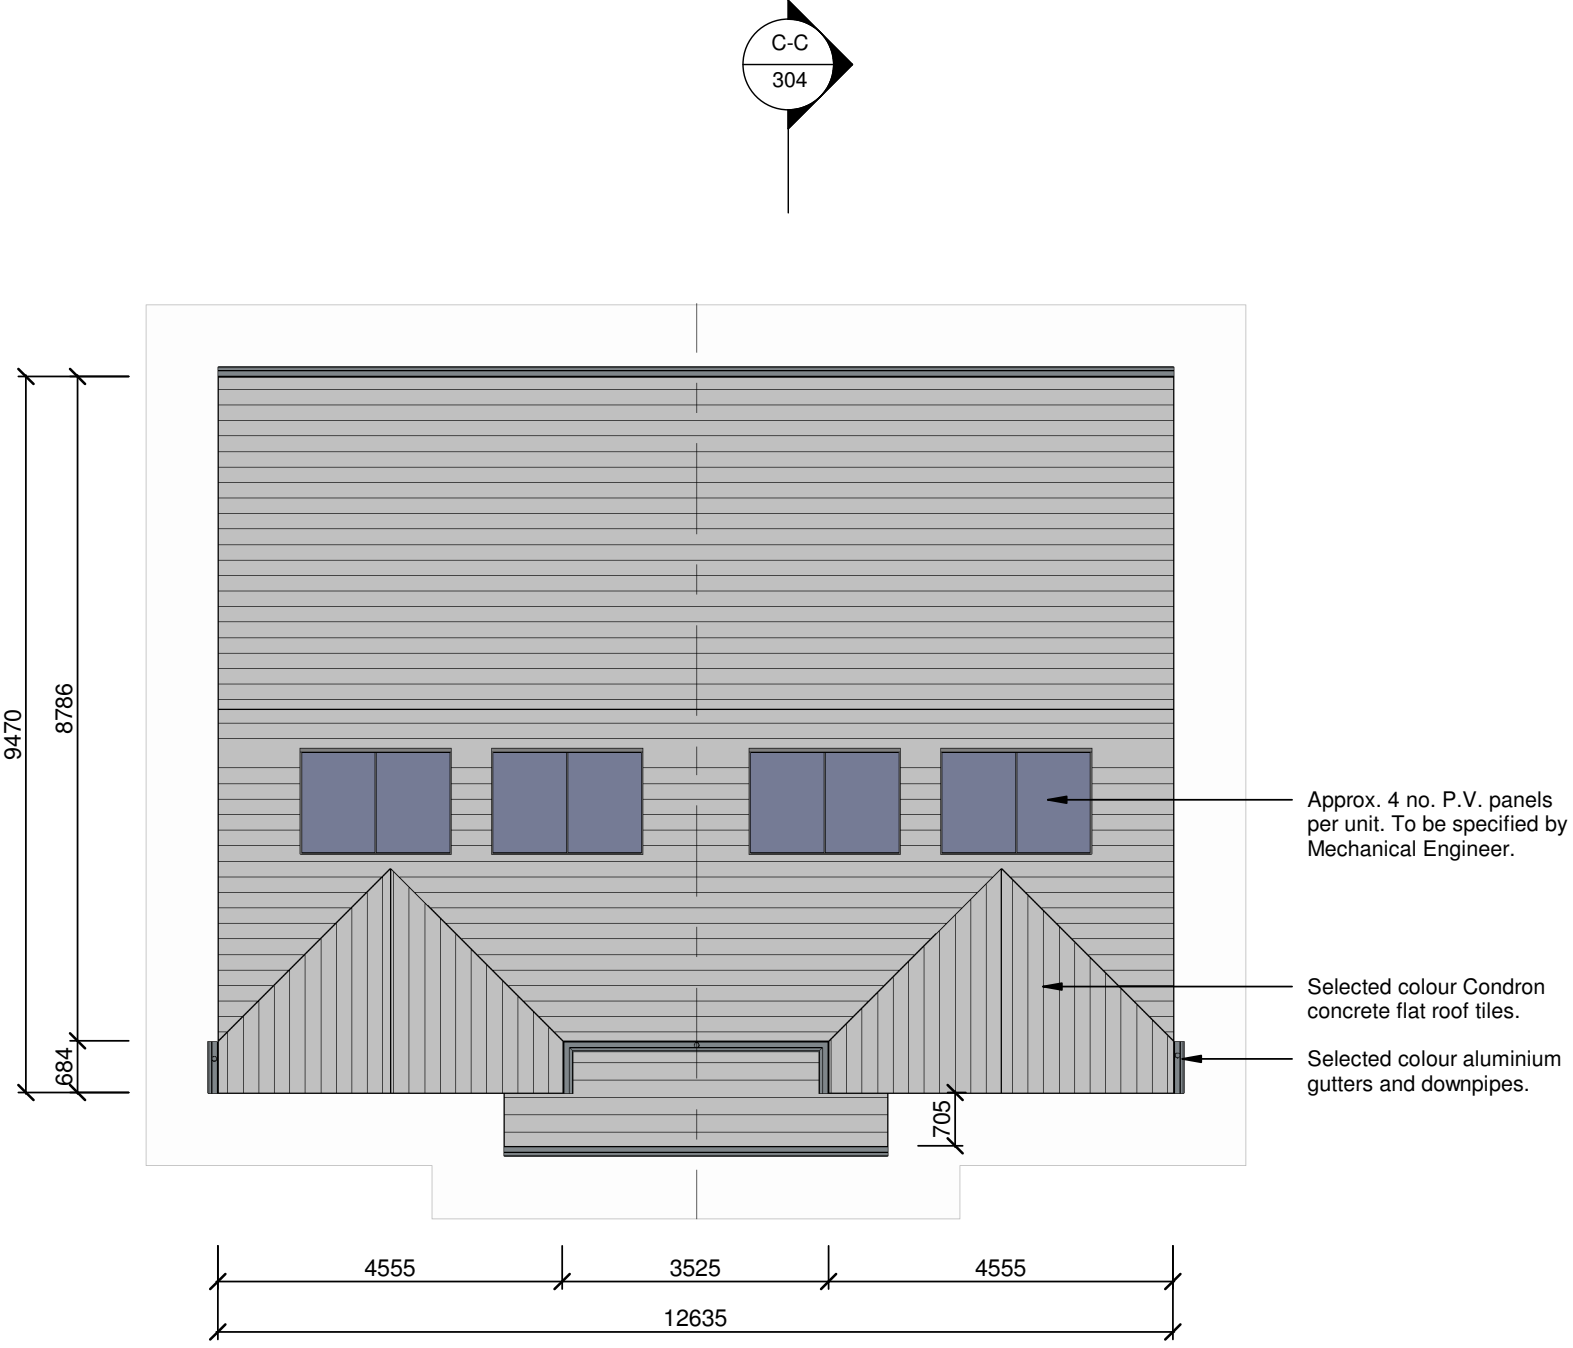 C-C
304
9470
8786
684
Approx. 4 no. P.V. panels
per unit. To be specified by
Mechanical Engineer.
Selected colour Condron
concrete flat roof tiles.
Selected colour aluminium
gutters and downpipes.
705
4555
3525
4555
12635